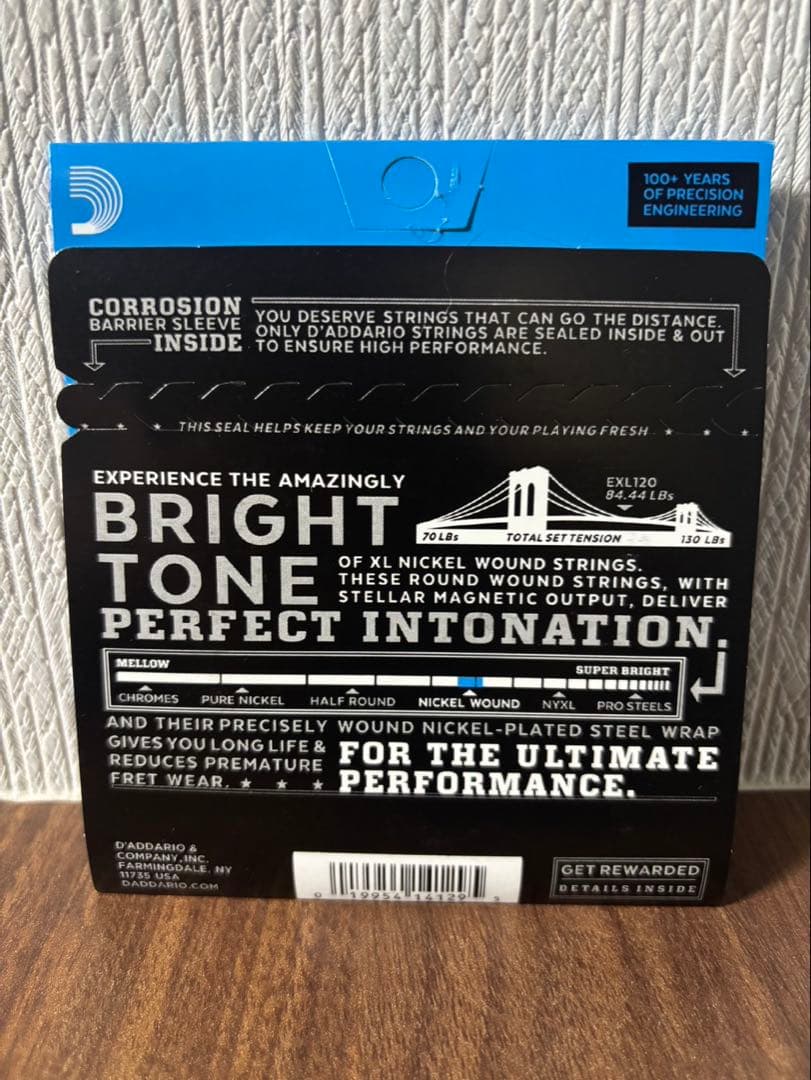 100+ YEARS
OF PRECISION
ENGINEERING
CORROSION
BARRIER SLEEVE
INSIDE
YOU DESERVE STRINGS THAT CAN GO THE DISTANCE.
ONLY D'ADDARIO STRINGS ARE SEALED INSIDE & OUT
TO ENSURE HIGH PERFORMANCE.
THIS SEAL HELPS KEEP YOUR STRINGS AND YOUR PLAYING FRESH
EXPERIENCE THE AMAZINGLY
BRIGHT
TONE
EXL120
84.44 LBs
70 LBs TOTAL SET TENSION 130 LBs
OF XL NICKEL WOUND STRINGS.
THESE ROUND WOUND STRINGS, WITH
STELLAR MAGNETIC OUTPUT, DELIVER
PERFECT INTONATION.
MELLOW SUPER BRIGHT
CHROMES PURE NICKEL HALF ROUND NICKEL WOUND NYXL PRO STEELS
AND THEIR PRECISELY WOUND NICKEL-PLATED STEEL WRAP
GIVES YOU LONG LIFE &
REDUCES PREMATURE
FRET WEAR.
FOR THE ULTIMATE
PERFORMANCE.
D'ADDARIO &
COMPANY, INC.
FARMINGDALE, NY
11735 USA
DADDARIO.COM
0 19954 14129 3
GET REWARDED
DETAILS INSIDE